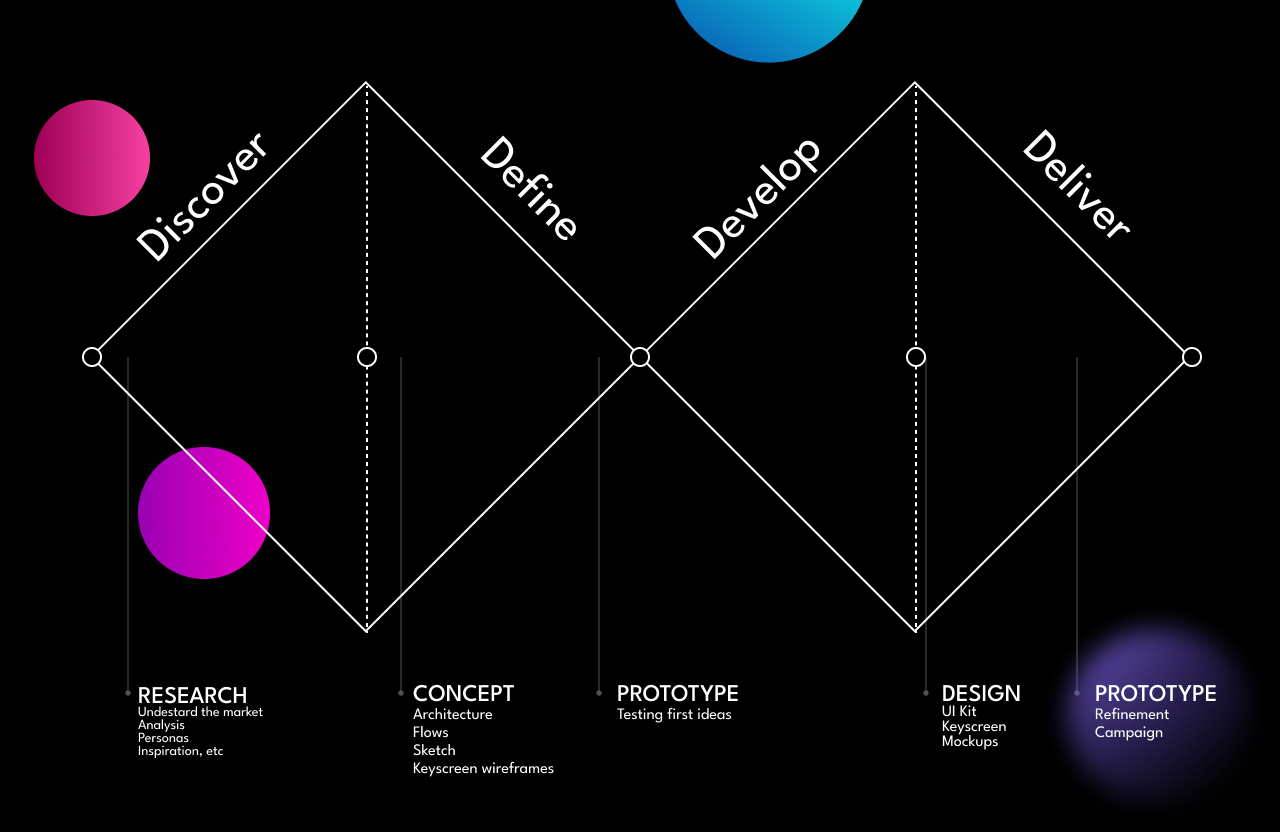 Discover
Define
Develop
Deliver
RESEARCH
Undestard the market
Analysis
Personas
Inspiration, etc
CONCEPT
Architecture
Flows
Sketch
Keyscreen wireframes
PROTOTYPE
Testing first ideas
DESIGN
UI Kit
Keyscreen
Mockups
PROTOTYPE
Refinement
Campaign